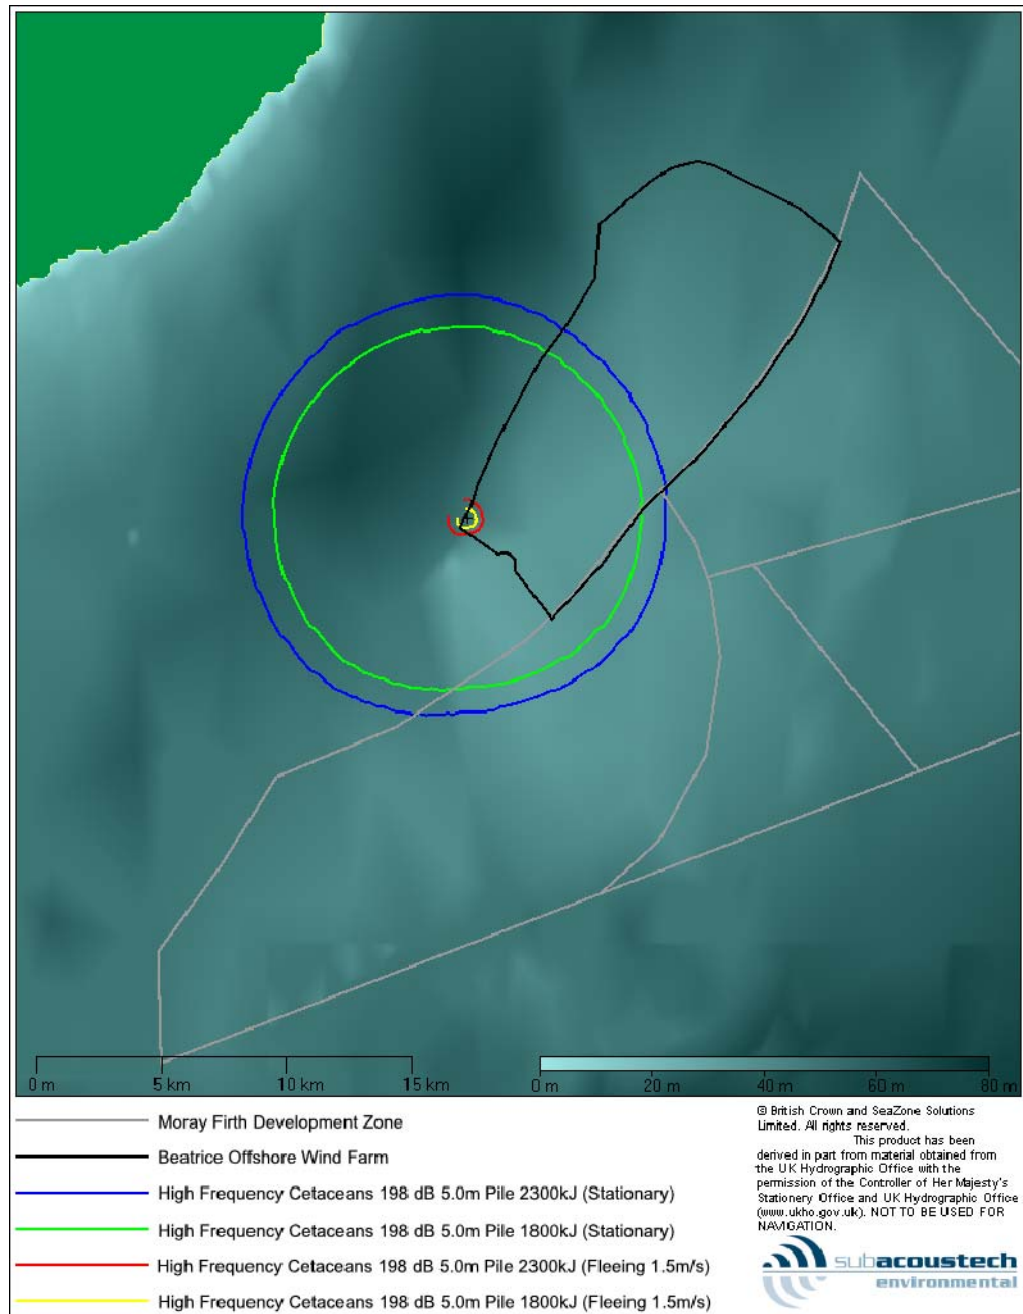 0 m 5 km 10 km 15 km
0 m 20 m 40 m 60 m 80 m
Moray Firth Development Zone
Beatrice Offshore Wind Farm
High Frequency Cetaceans 198 dB 5.0m Pile 2300kJ (Stationary)
High Frequency Cetaceans 198 dB 5.0m Pile 1800kJ (Stationary)
High Frequency Cetaceans 198 dB 5.0m Pile 2300kJ (Fleeing 1.5m/s)
High Frequency Cetaceans 198 dB 5.0m Pile 1800kJ (Fleeing 1.5m/s)
© British Crown and SeaZone Solutions
Limited. All rights reserved.
This product has been
derived in part from material obtained from
the UK Hydrographic Office with the
permission of the Controller of Her Majesty's
Stationery Office and UK Hydrographic Office
(www.ukho.gov.uk). NOT TO BE USED FOR
NAVIGATION.
subacoustech
environmental